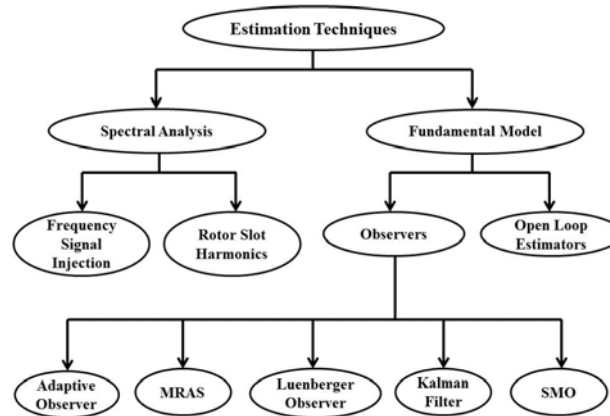 Estimation Techniques
Spectral Analysis
Fundamental Model
Frequency
Signal
Injection
Rotor Slot
Harmonics
Observers
Open Loop
Estimators
Adaptive
Observer
MRAS
Luenberger
Observer
Kalman
Filter
SMO